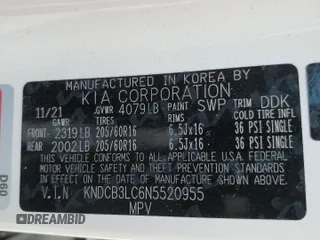 MANUFACTURED IN KOREA BY
KIA CORPORATION
11/21 GVWR 4079LB PAINT SWP TRIM DDK
GAWR TIRES RIMS COLD TIRE INFL
FRONT 2319LB 205/60R16 6.5Jx16 36 PSI SINGLE
REAR 2002LB 205/60R16 6.5Jx16 36 PSI SINGLE
THIS VEHICLE CONFORMS TO ALL APPLICABLE U.S.A. FEDERAL
MOTOR VEHICLE SAFETY AND THEFT PREVENTION STANDARDS
IN EFFECT ON THE DATE OF MANUFACTURE SHOWN ABOVE.
V.I.N. KNDCB3LC6N5520955
MPV
D60
DREAMBID